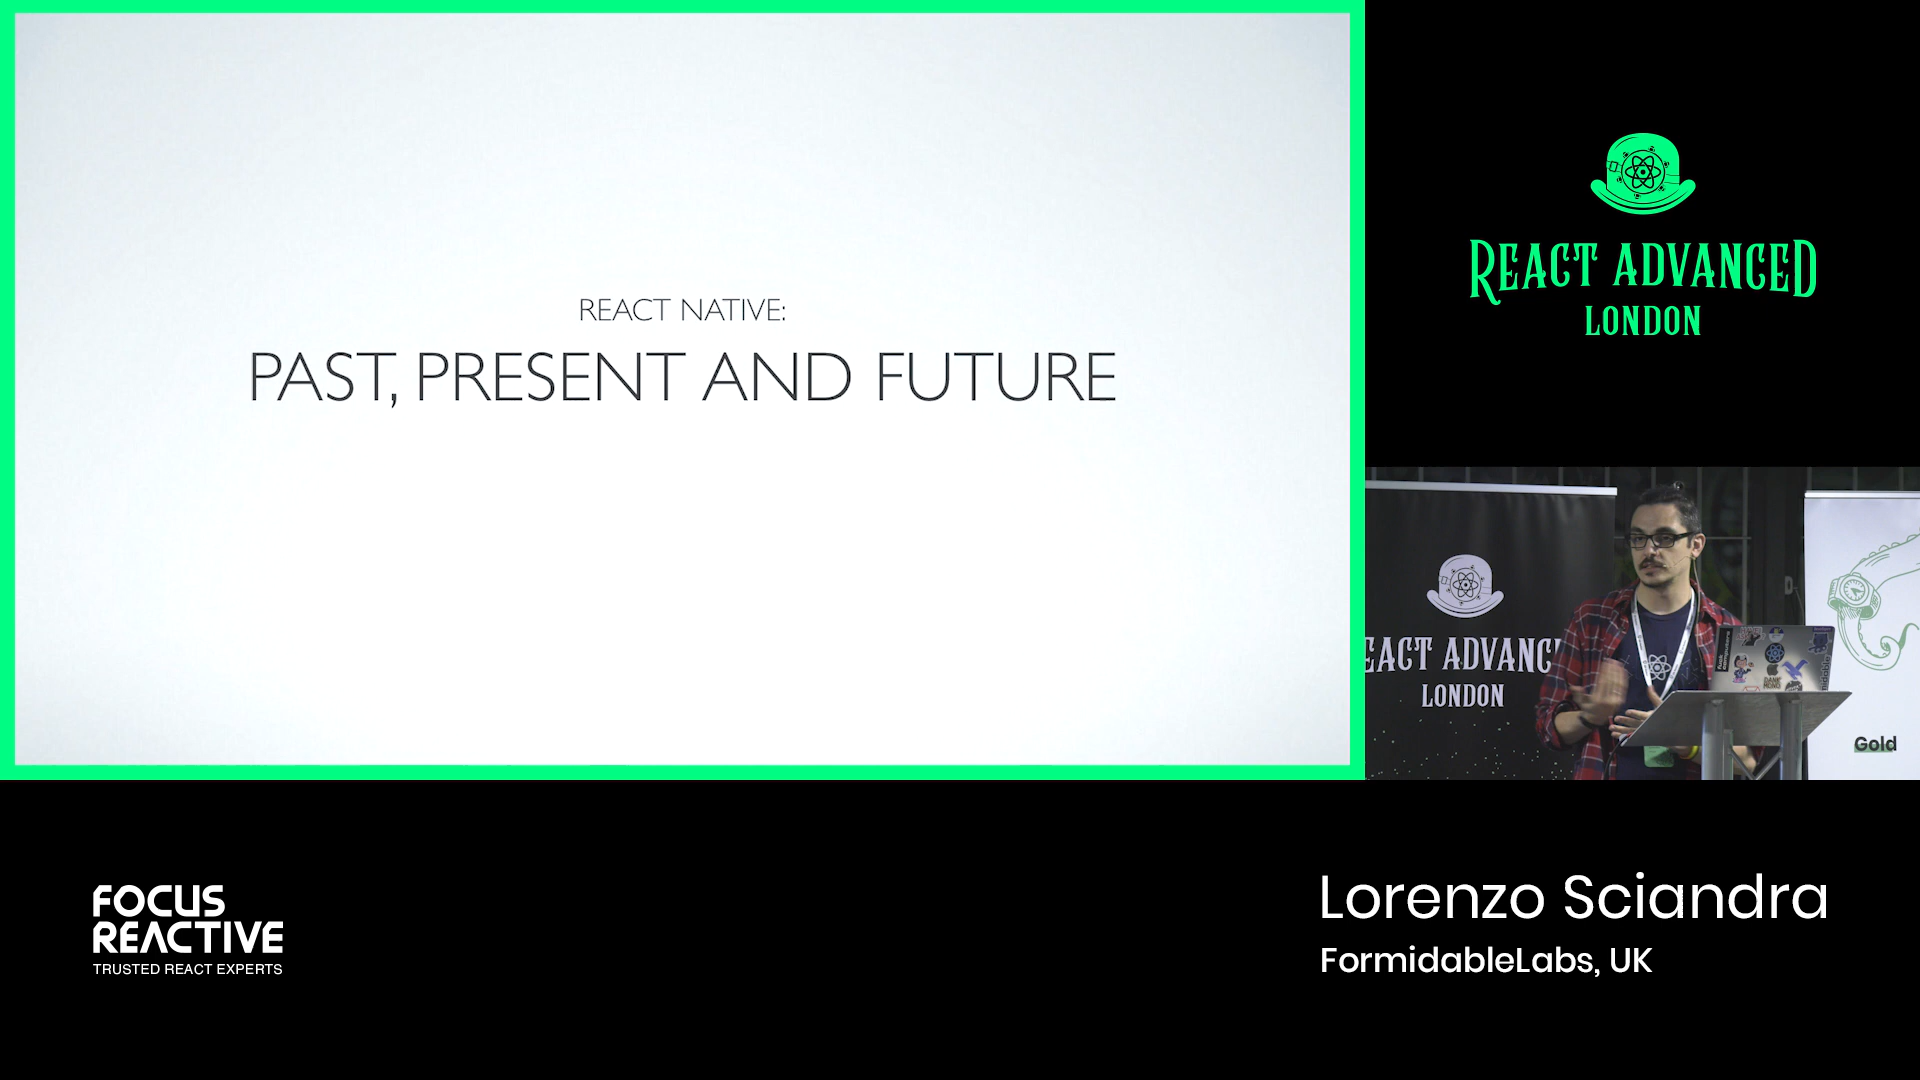 REACT NATIVE:
PAST, PRESENT AND FUTURE
REACT ADVANCED
LONDON
EACT ADVANC
LONDON
Gold
FOCUS
REACTIVE
TRUSTED REACT EXPERTS
Lorenzo Sciandra
FormidableLabs, UK